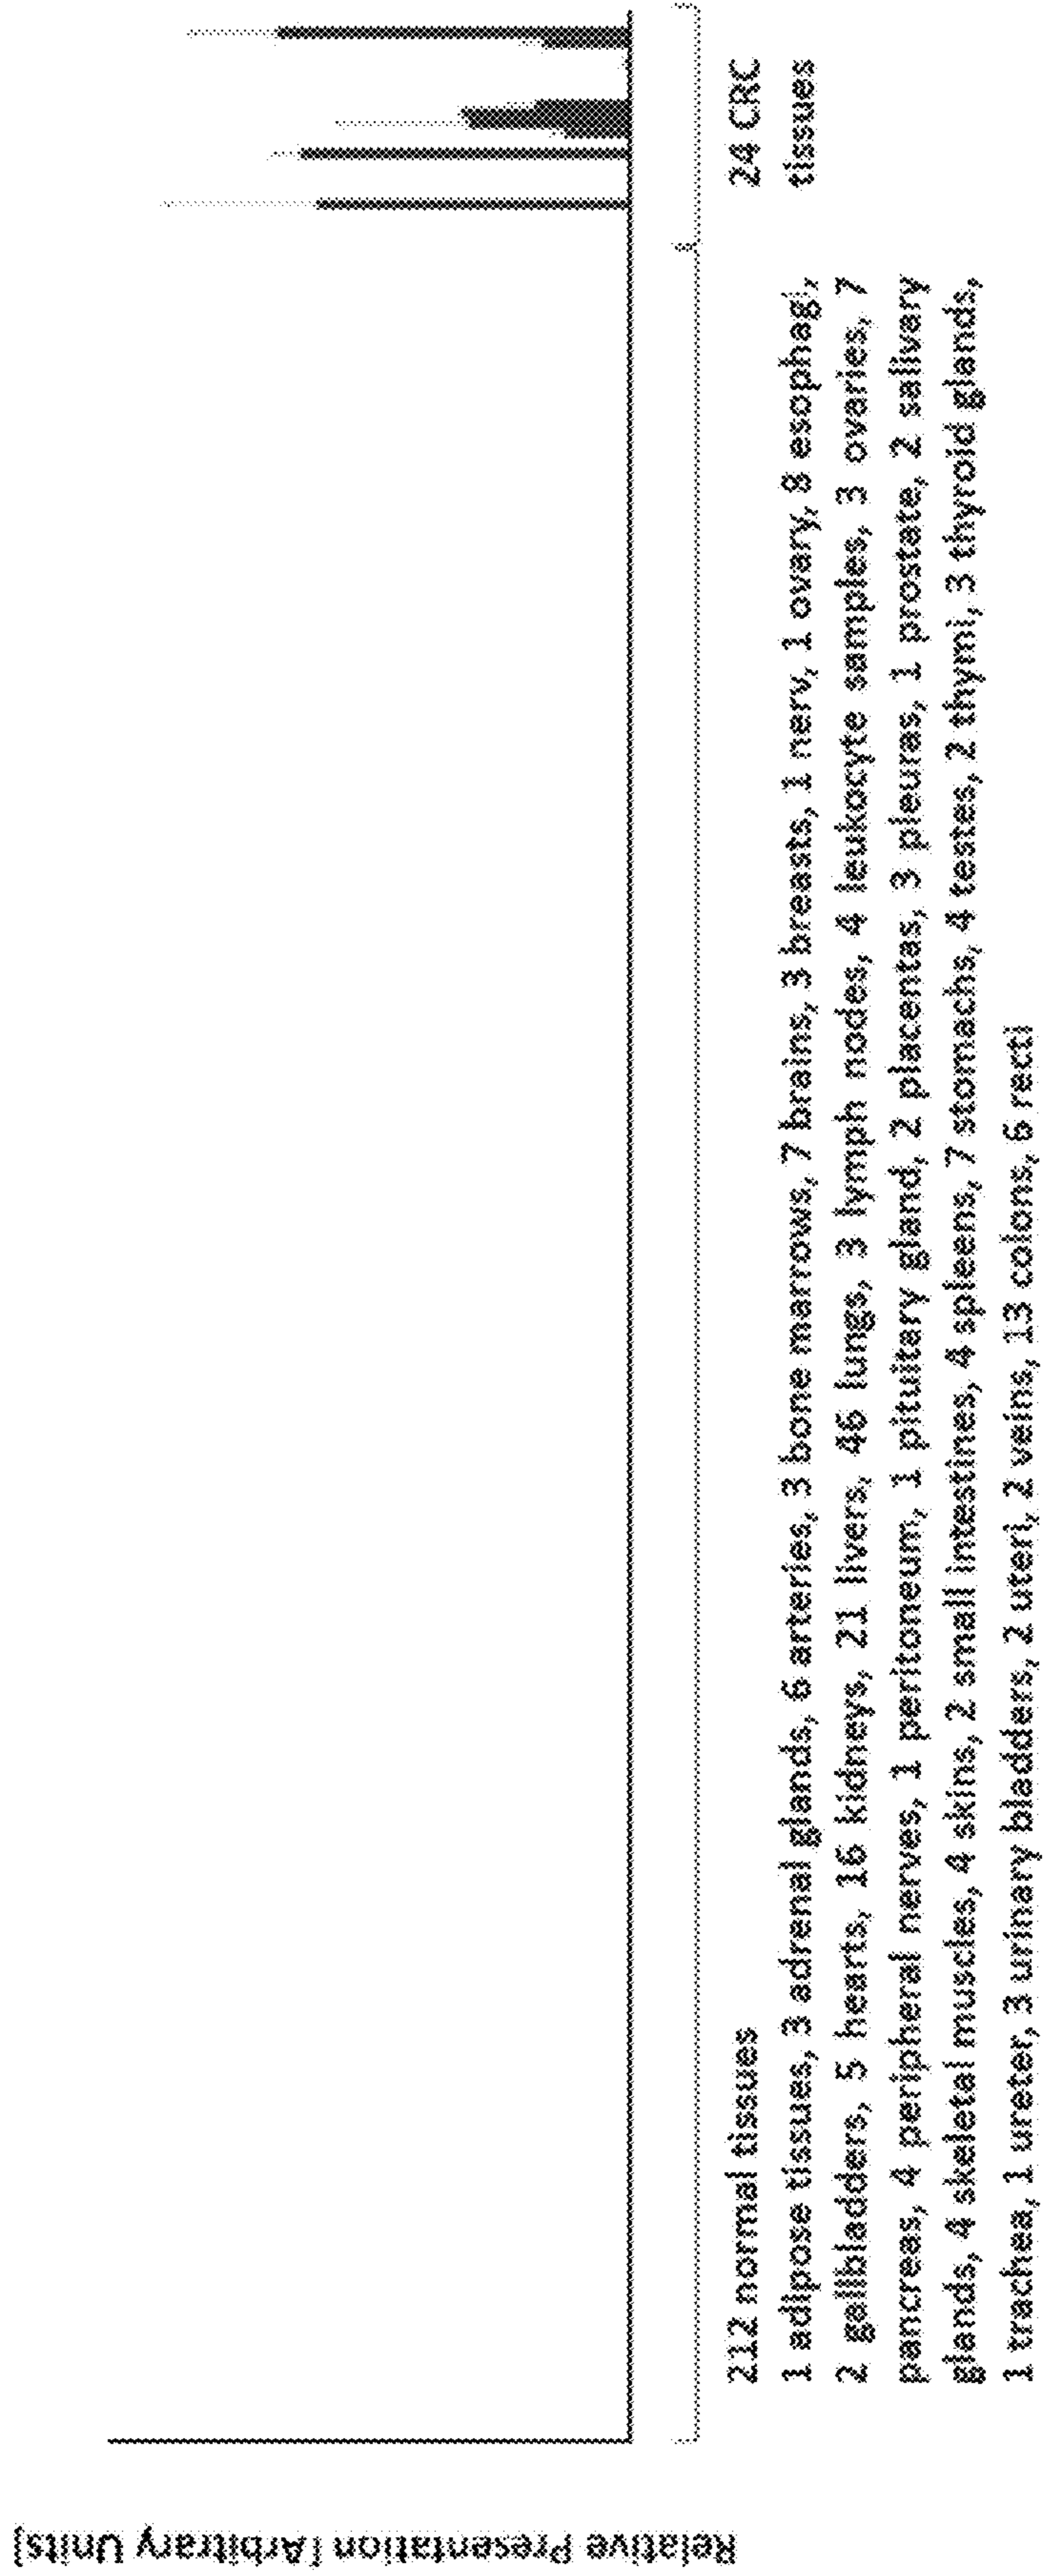 Relative Presentation [Arbitrary Units]
212 normal tissues
1 adipose tissues, 3 adrenal glands, 6 arteries, 3 bone marrows, 7 brains, 3 breasts, 1 nerv, 1 ovary, 8 esophagi,
2 gallbladders, 5 hearts, 16 kidneys, 21 livers, 46 lungs, 3 lymph nodes, 4 leukocyte samples, 3 ovaries, 7
pancreas, 4 peripheral nerves, 1 peritoneum, 1 pituitary gland, 2 placentas, 3 pleuras, 1 prostate, 2 salivary
glands, 4 skeletal muscles, 4 skins, 2 small intestines, 4 spleens, 7 stomachs, 4 testes, 2 thymi, 3 thyroid glands,
1 trachea, 1 ureter, 3 urinary bladders, 2 uteri, 2 veins, 13 colons, 6 recti
24 CRC
tissues